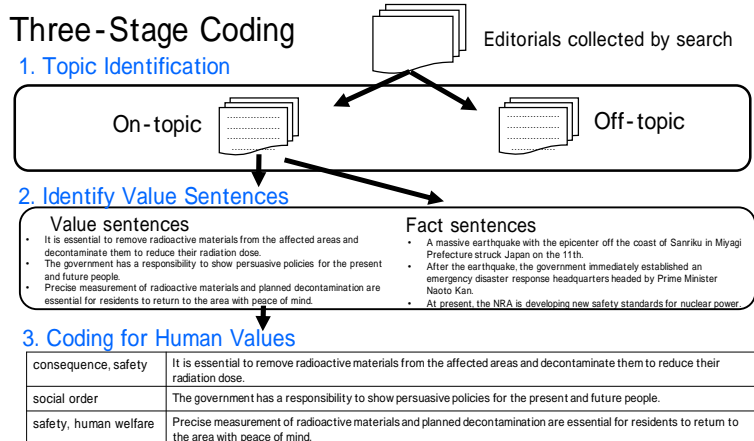 Three-Stage Coding
Editorials collected by search
1. Topic Identification
On-topic
Off-topic
2. Identify Value Sentences
Value sentences
• It is essential to remove radioactive materials from the affected areas and
decontaminate them to reduce their radiation dose.
• The government has a responsibility to show persuasive policies for the present
and future people.
• Precise measurement of radioactive materials and planned decontamination are
essential for residents to return to the area with peace of mind.
Fact sentences
• A massive earthquake with the epicenter off the coast of Sanriku in Miyagi
Prefecture struck Japan on the 11th.
• After the earthquake, the government immediately established an
emergency disaster response headquarters headed by Prime Minister
Naoto Kan.
• At present, the NRA is developing new safety standards for nuclear power.
3. Coding for Human Values
consequence, safety
It is essential to remove radioactive materials from the affected areas and decontaminate them to reduce their
radiation dose.
social order
The government has a responsibility to show persuasive policies for the present and future people.
safety, human welfare
Precise measurement of radioactive materials and planned decontamination are essential for residents to return to
the area with peace of mind.